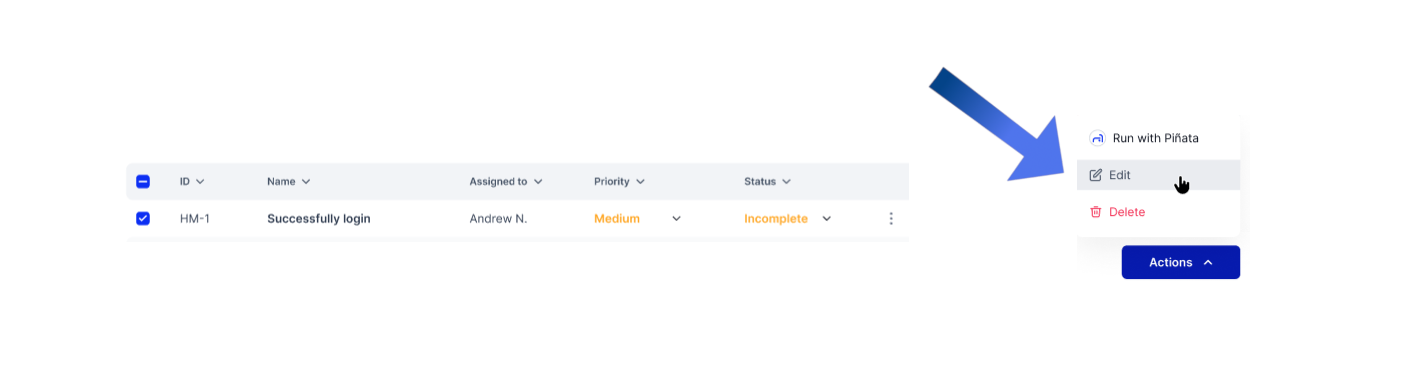 Run with Piñata
ID Name Assigned to Priority Status
Edit
HM-1 Successfully login Andrew N. Medium Incomplete
Delete
Actions